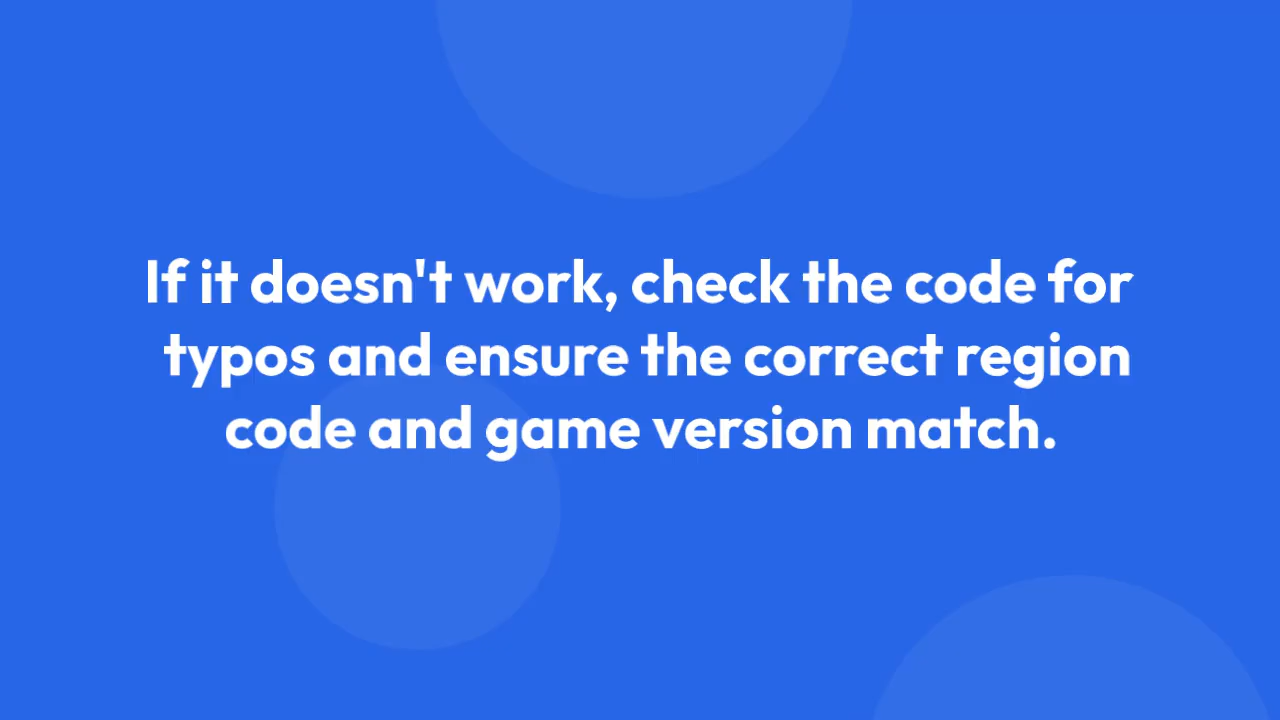 If it doesn't work, check the code for
typos and ensure the correct region
code and game version match.